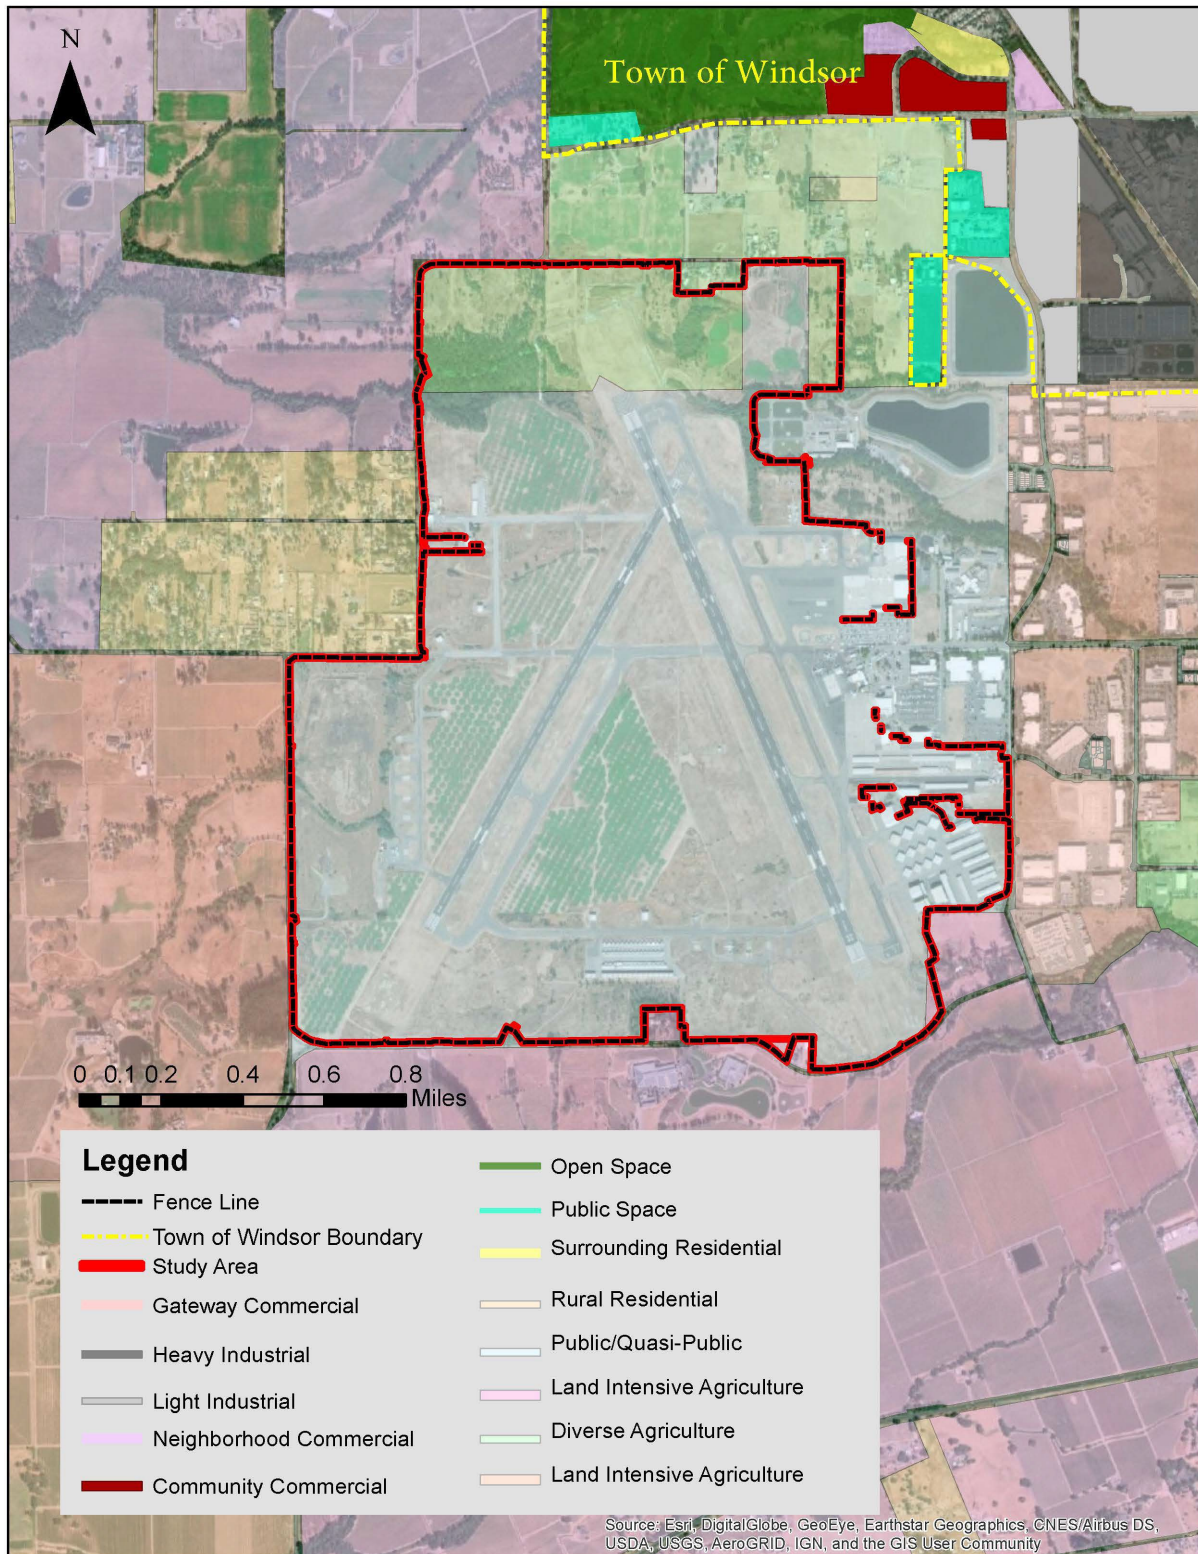 N
Town of Windsor
0 0.1 0.2 0.4 0.6 0.8
Miles
Legend
Fence Line
Town of Windsor Boundary
Study Area
Gateway Commercial
Heavy Industrial
Light Industrial
Neighborhood Commercial
Community Commercial
Open Space
Public Space
Surrounding Residential
Rural Residential
Public/Quasi-Public
Land Intensive Agriculture
Diverse Agriculture
Land Intensive Agriculture
Source: Esri, DigitalGlobe, GeoEye, Earthstar Geographics, CNES/Airbus DS,
USDA, USGS, AeroGRID, IGN, and the GIS User Community